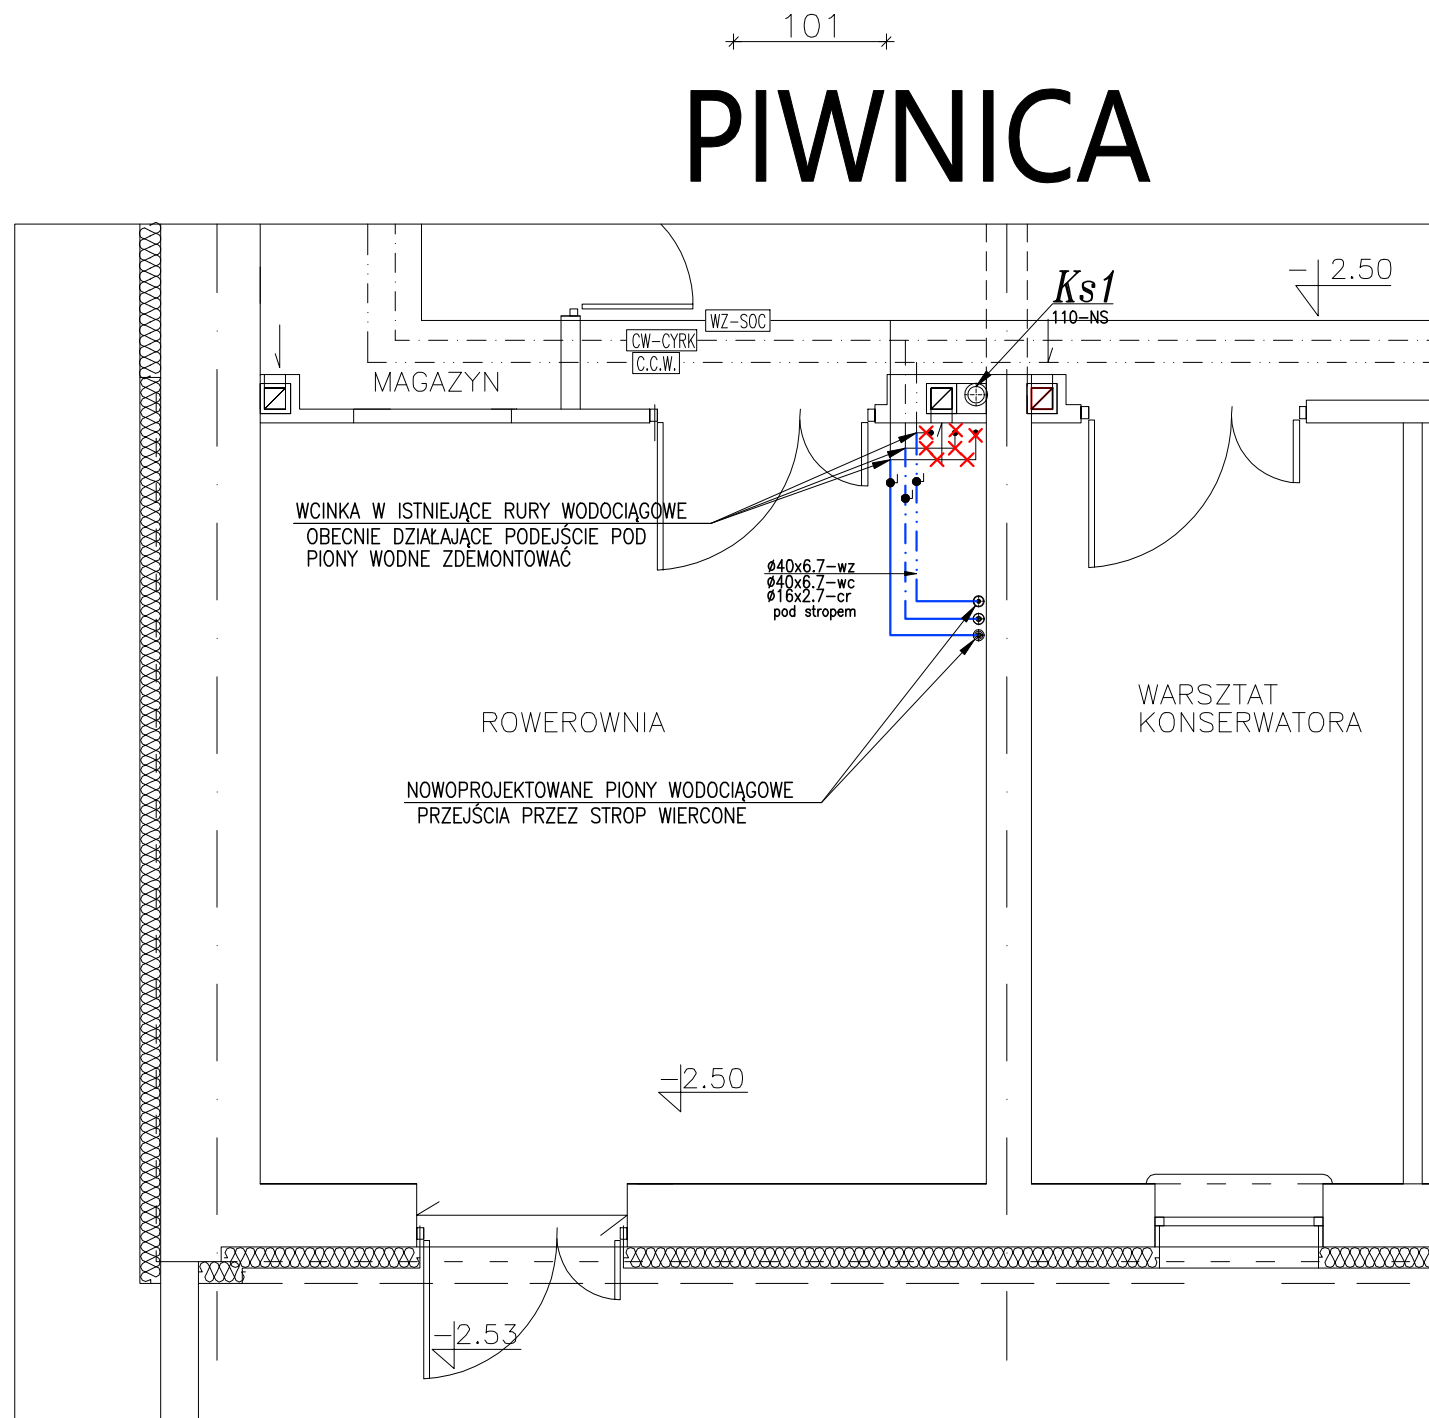 101
PIWNICA
Ks1
110-NS
- 2.50
WZ-SOC
CW-CYRK
C.C.W.
MAGAZYN
WCINKA W ISTNIEJĄCE RURY WODOCIĄGOWE
OBECNIE DZIAŁAJĄCE PODEJŚCIE POD
PIONY WODNE ZDEMONTOWAĆ
Ø40x6.7-wz
Ø40x6.7-wc
Ø16x2.7-cr
pod stropem
ROWEROWNIA
WARSZTAT
KONSERWATORA
NOWOPROJEKTOWANE PIONY WODOCIĄGOWE
PRZEJŚCIA PRZEZ STROP WIERCONE
-2.50
-2.53